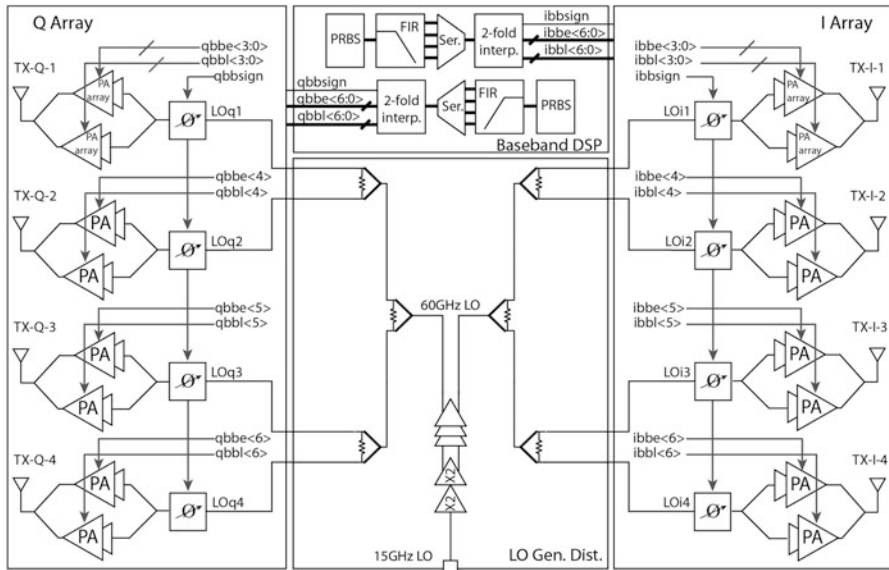 Q Array
qbbe<3:0>
qbbl<3:0>
qbbsign
TX-Q-1
PA array
PA array
Ø
LOq1
qbbe<4>
qbbl<4>
TX-Q-2
PA
PA
Ø
LOq2
qbbe<5>
qbbl<5>
TX-Q-3
PA
PA
Ø
LOq3
qbbe<6>
qbbl<6>
TX-Q-4
PA
PA
Ø
LOq4
PRBS
FIR
Ser.
2-fold interp.
ibbsign
ibbe<6:0>
ibbl<6:0>
qbbsign
qbbe<6:0>
qbbl<6:0>
2-fold interp.
Ser.
FIR
PRBS
Baseband DSP
60GHz LO
X2
X2
15GHz LO
LO Gen. Dist.
I Array
ibbe<3:0>
ibbl<3:0>
ibbsign
TX-I-1
PA array
PA array
LOi1
Ø
ibbe<4>
ibbl<4>
TX-I-2
PA
PA
LOi2
Ø
ibbe<5>
ibbl<5>
TX-I-3
PA
PA
LOi3
Ø
ibbe<6>
ibbl<6>
TX-I-4
PA
PA
LOi4
Ø